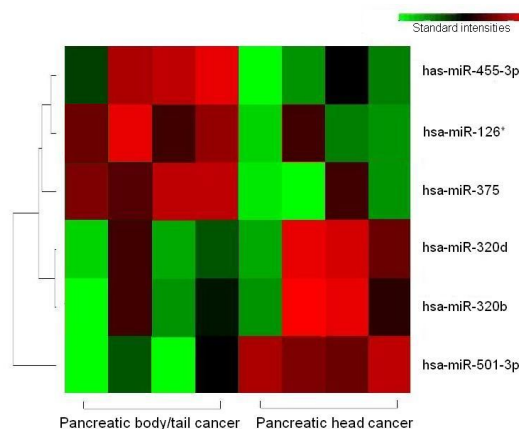 Standard intensities
has-miR-455-3p
hsa-miR-126*
hsa-miR-375
hsa-miR-320d
hsa-miR-320b
hsa-miR-501-3p
Pancreatic body/tail cancer Pancreatic head cancer